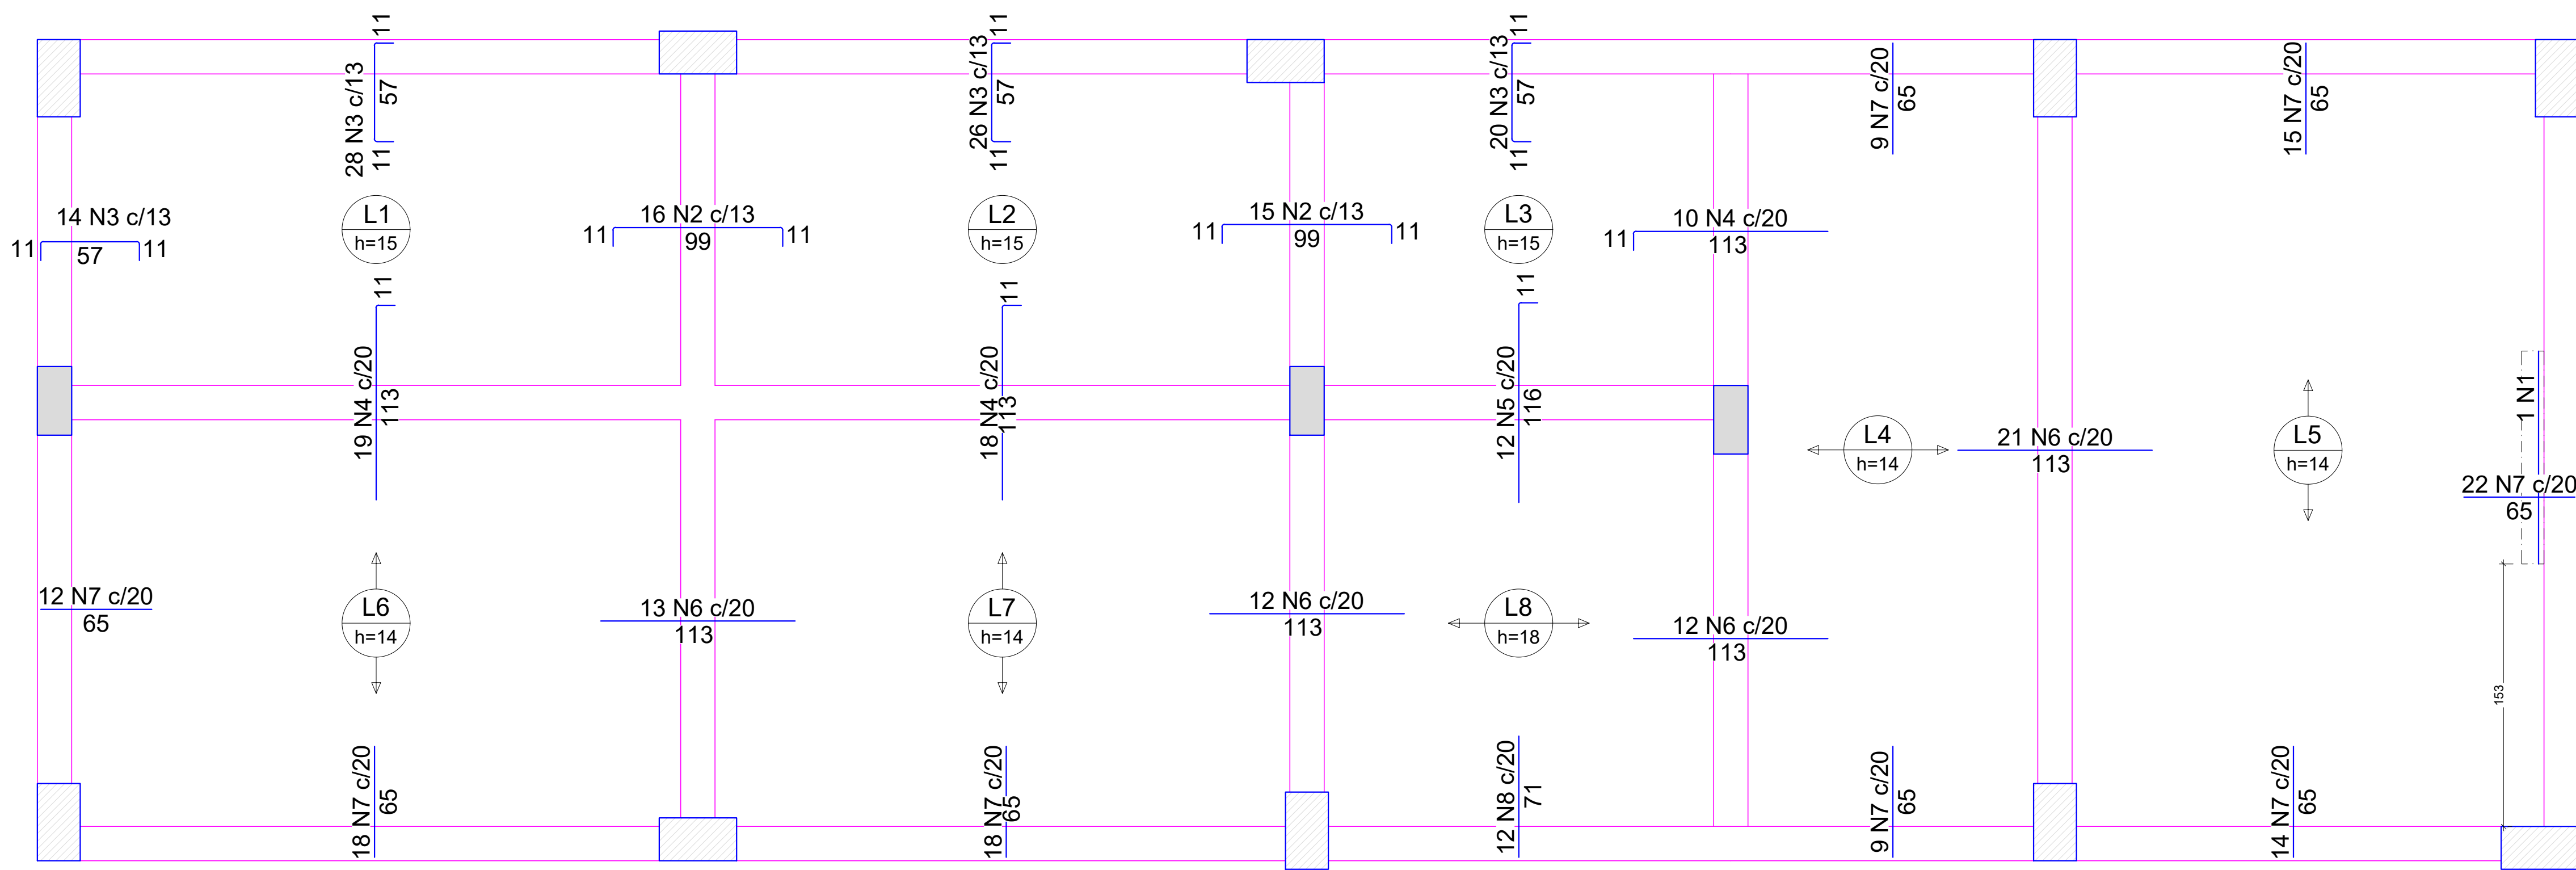 11
28 N3 c/13
57
11
11
26 N3 c/13
57
11
11
20 N3 c/13
57
11
9 N7 c/20
65
15 N7 c/20
65
14 N3 c/13
11
57
11
L1
h=15
16 N2 c/13
11
99
11
L2
h=15
15 N2 c/13
11
99
11
L3
h=15
10 N4 c/20
11
113
11
19 N4 c/20
113
11
18 N4 c/20
113
11
12 N5 c/20
116
L4
h=14
21 N6 c/20
113
L5
h=14
1 N1
22 N7 c/20
65
12 N7 c/20
65
L6
h=14
13 N6 c/20
113
L7
h=14
12 N6 c/20
113
L8
h=18
12 N6 c/20
113
153
18 N7 c/20
65
18 N7 c/20
65
12 N8 c/20
71
9 N7 c/20
65
14 N7 c/20
65